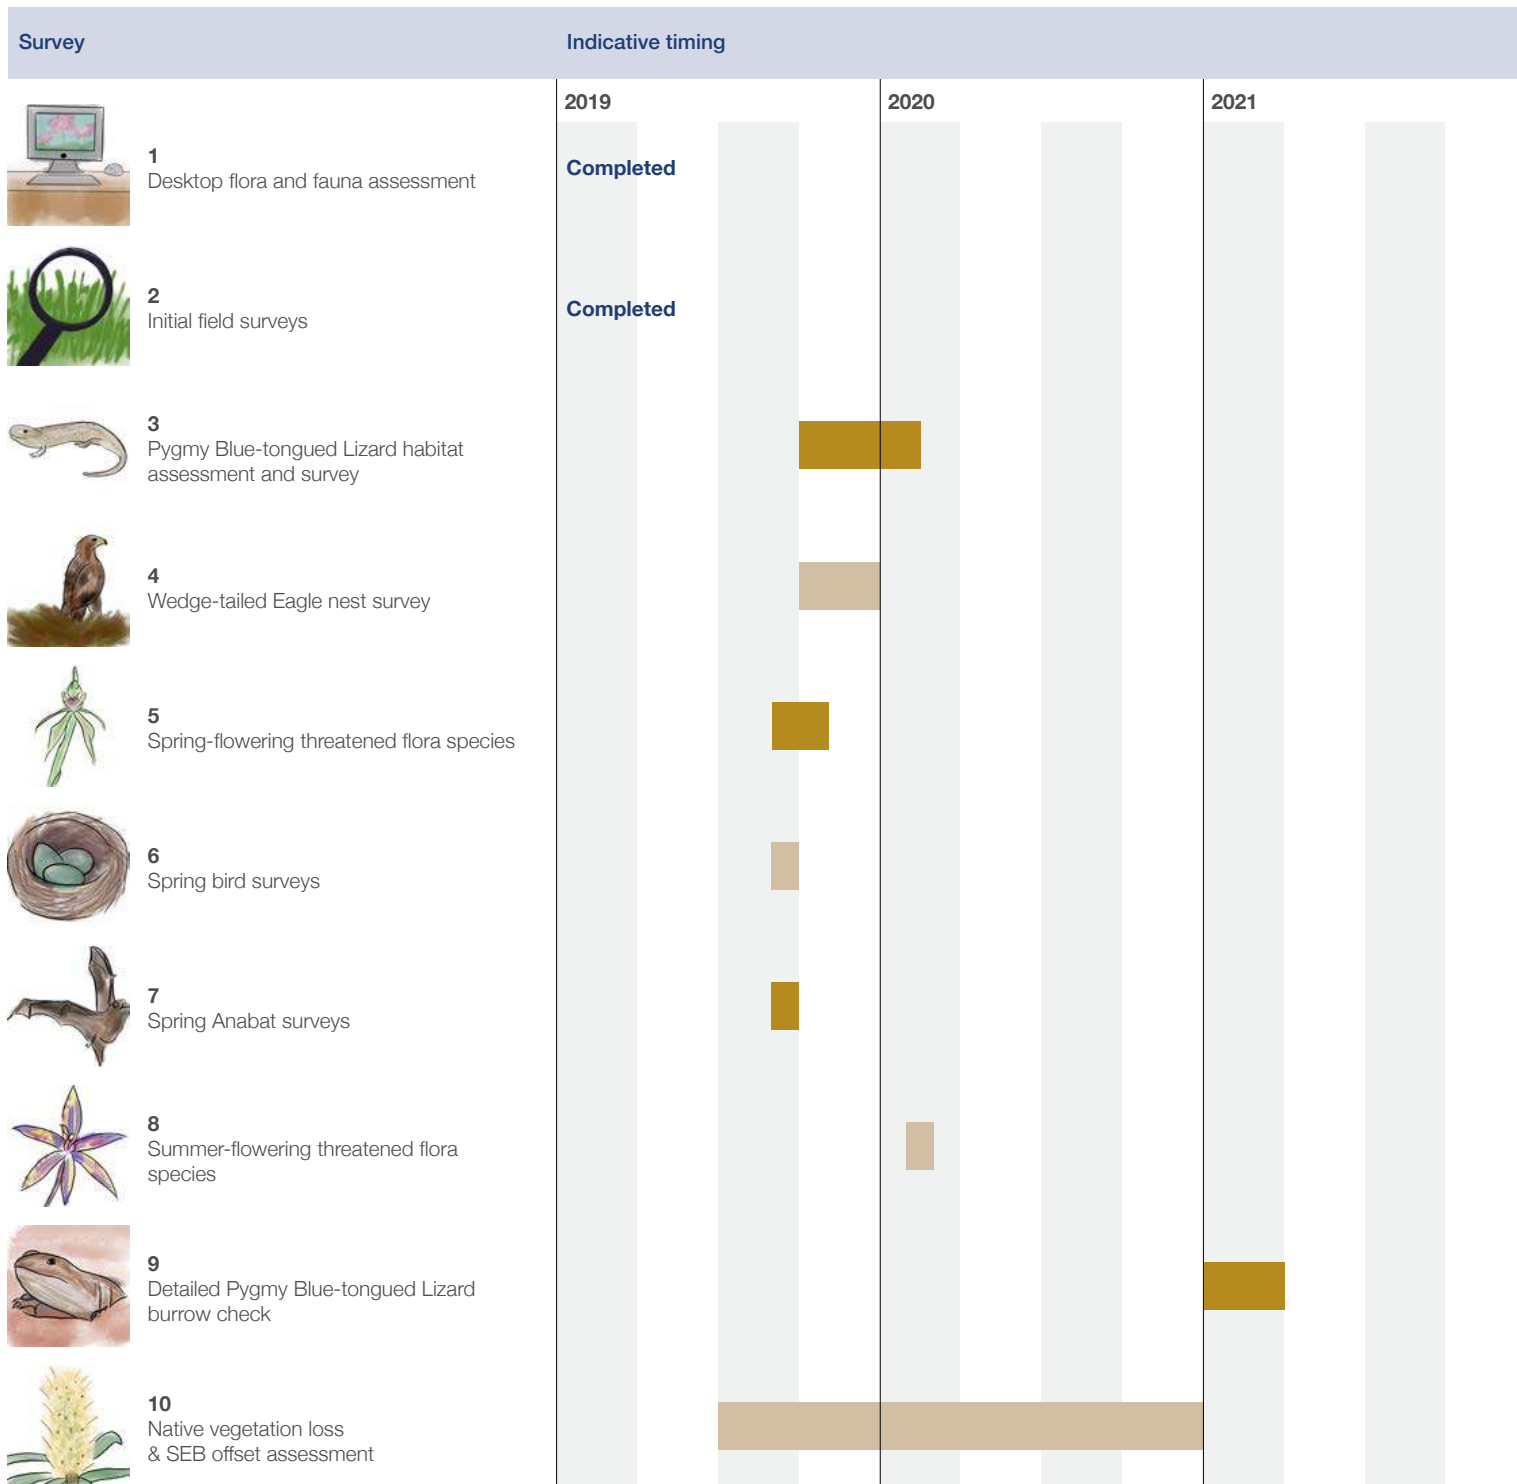 Survey Indicative timing
2019 2020 2021
1
Desktop flora and fauna assessment
Completed
2
Initial field surveys
Completed
3
Pygmy Blue-tongued Lizard habitat
assessment and survey
4
Wedge-tailed Eagle nest survey
5
Spring-flowering threatened flora species
6
Spring bird surveys
7
Spring Anabat surveys
8
Summer-flowering threatened flora
species
9
Detailed Pygmy Blue-tongued Lizard
burrow check
10
Native vegetation loss
& SEB offset assessment